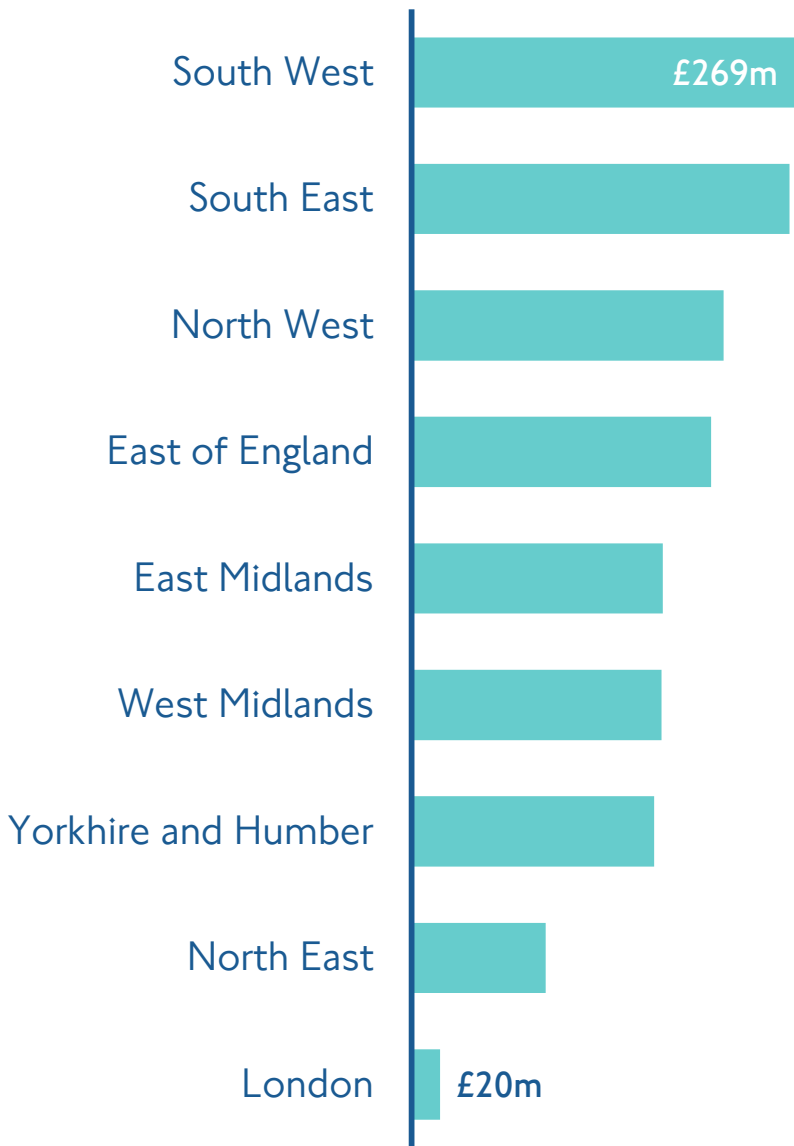 South West £269m
South East
North West
East of England
East Midlands
West Midlands
Yorkhire and Humber
North East
London £20m